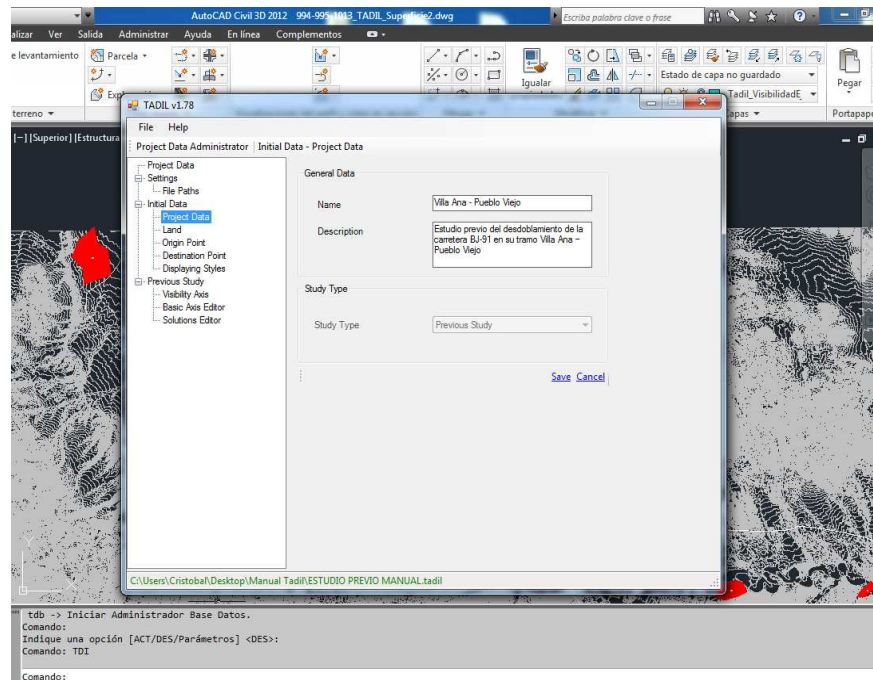 AutoCAD Civil 3D 2012 994-995-1013_TADIL_Superficie2.dwg
Escriba palabra clave o frase
alizar Ver Salida Administrar Ayuda En línea Complementos
e levantamiento
Parcela
Igualar
Estado de capa no guardado
Pegar
Tadil_VisibilidadE
terreno
apas
Portapape
TADIL v1.78
[-][Superior][Estructura
File Help
Project Data Administrator Initial Data - Project Data
Project Data
Settings
File Paths
Initial Data
Project Data
Land
Origin Point
Destination Point
Displaying Styles
Previous Study
Visibility Axis
Basic Axis Editor
Solutions Editor
General Data
Name
Villa Ana - Pueblo Viejo
Description
Estudio previo del desdoblamiento de la
carretera BJ-91 en su tramo Villa Ana –
Pueblo Viejo
Study Type
Study Type
Previous Study
Save Cancel
C:\Users\Cristobal\Desktop\Manual Tadil\ESTUDIO PREVIO MANUAL.tadil
Y
X
tdb -> Iniciar Administrador Base Datos.
Comando:
Indique una opción [ACT/DES/Parámetros] <DES>:
Comando: TDI
Comando: